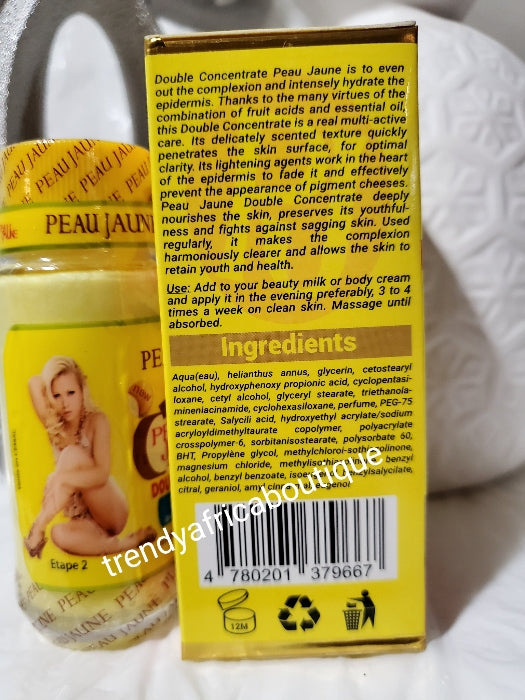 Double Concentrate Peau Jaune is to even
out the complexion and intensely hydrate the
epidermis. Thanks to the many virtues of the
combination of fruit acids and essential oil,
this Double Concentrate is a real multi-active
care. Its delicately scented texture quickly
penetrates the skin surface, for optimal
clarity. Its lightening agents work in the heart
of the epidermis to fade it and effectively
prevent the appearance of pigment cheeses.
Peau Jaune Double Concentrate deeply
nourishes the skin, preserves its youthful-
ness and fights against sagging skin. Used
regularly, it makes the complexion
harmoniously clearer and allows the skin to
retain youth and health.
Use: Add to your beauty milk or body cream
and apply it in the evening preferably, 3 to 4
times a week on clean skin. Massage until
absorbed.
Ingredients
Aqua(eau), helianthus annus, glycerin, cetostearyl
alcohol, hydroxyphenoxy propionic acid, cyclopentasi-
loxane, cetyl alcohol, glyceryl stearate, triethanola-
mineniacinamide, cyclohexasiloxane, perfume, PEG-75
strearate, Salycili acid, hydroxyethyl acrylate/sodium
acryloyldimethyltaurate copolymer, polyacrylate
crosspolymer-6, sorbitanisostearate, polysorbate 60,
BHT, Propylène glycol, methylchlorol-sothiazolinone,
magnesium chloride, benzyl
alcohol, benzyl benzoate,
citral, geraniol, amyl
4 780201 379667
12M
PEAU JAUNE
PEAU JAUNE
PE
Etape 2
PEAU JAUNE
trendyafricaboutique